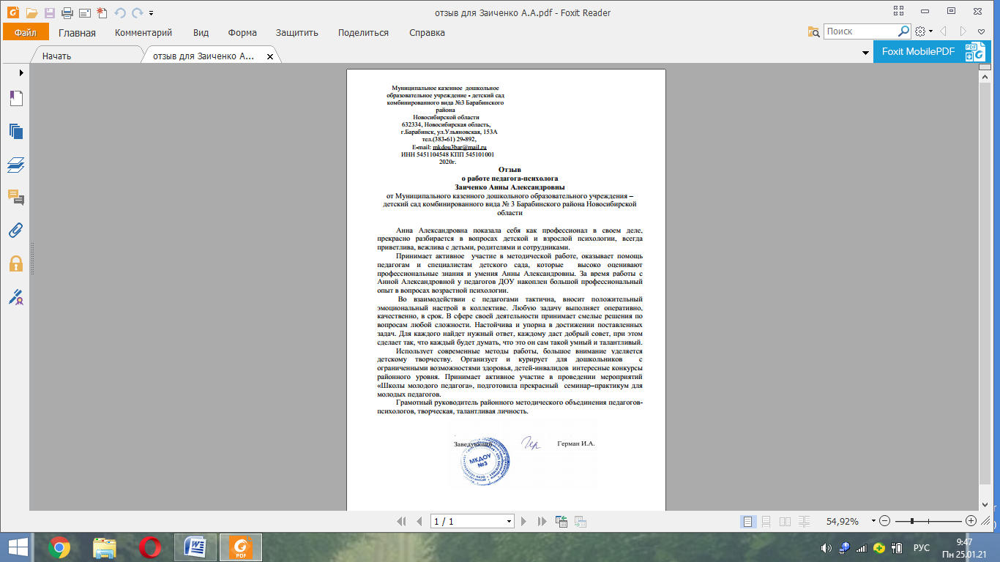 отзыв для Заиченко А.А.pdf - Foxit Reader
Файл Главная Комментарий Вид Форма Защитить Поделиться Справка Поиск
Начать отзыв для Заиченко А... Foxit MobilePDF
Муниципальное казенное дошкольное
образовательное учреждение - детский сад
комбинированного вида №3 Барабинского
района
Новосибирской области
632334, Новосибирская область,
г.Барабинск, ул.Ульяновская, 153А
тел.(383-61) 29-892,
E-mail: mkdou3bar@mail.ru
ИНН 5451104548 КПП 545101001
2020г.
Отзыв
о работе педагога-психолога
Заиченко Анны Александровны
от Муниципального казенного дошкольного образовательного учреждения –
детский сад комбинированного вида № 3 Барабинского района Новосибирской
области
Анна Александровна показала себя как профессионал в своем деле,
прекрасно разбирается в вопросах детской и взрослой психологии, всегда
приветлива, вежлива с детьми, родителями и сотрудниками.
Принимает активное участие в методической работе, оказывает помощь
педагогам и специалистам детского сада, которые высоко оценивают
профессиональные знания и умения Анны Александровны. За время работы с
Анной Александровной у педагогов ДОУ накоплен большой профессиональный
опыт в вопросах возрастной психологии.
Во взаимодействии с педагогами тактична, вносит положительный
эмоциональный настрой в коллективе. Любую задачу выполняет оперативно,
качественно, в срок. В сфере своей деятельности принимает смелые решения по
вопросам любой сложности. Настойчива и упорна в достижении поставленных
задач. Для каждого найдет нужный ответ, каждому даст добрый совет, при этом
сделает так, что каждый будет думать, что это он сам такой умный и талантливый.
Использует современные методы работы, большое внимание уделяется
детскому творчеству. Организует и курирует для дошкольников с
ограниченными возможностями здоровья, детей-инвалидов интересные конкурсы
районного уровня. Принимает активное участие в проведении мероприятий
«Школы молодого педагога», подготовила прекрасный семинар–практикум для
молодых педагогов.
Грамотный руководитель районного методического объединения педагогов-
психологов, творческая, талантливая личность.
Заведующий Гер Герман И.А.
МКДОУ
№3
1 / 1 54,92%
PDF РУС 9:47
Пн 25.01.21